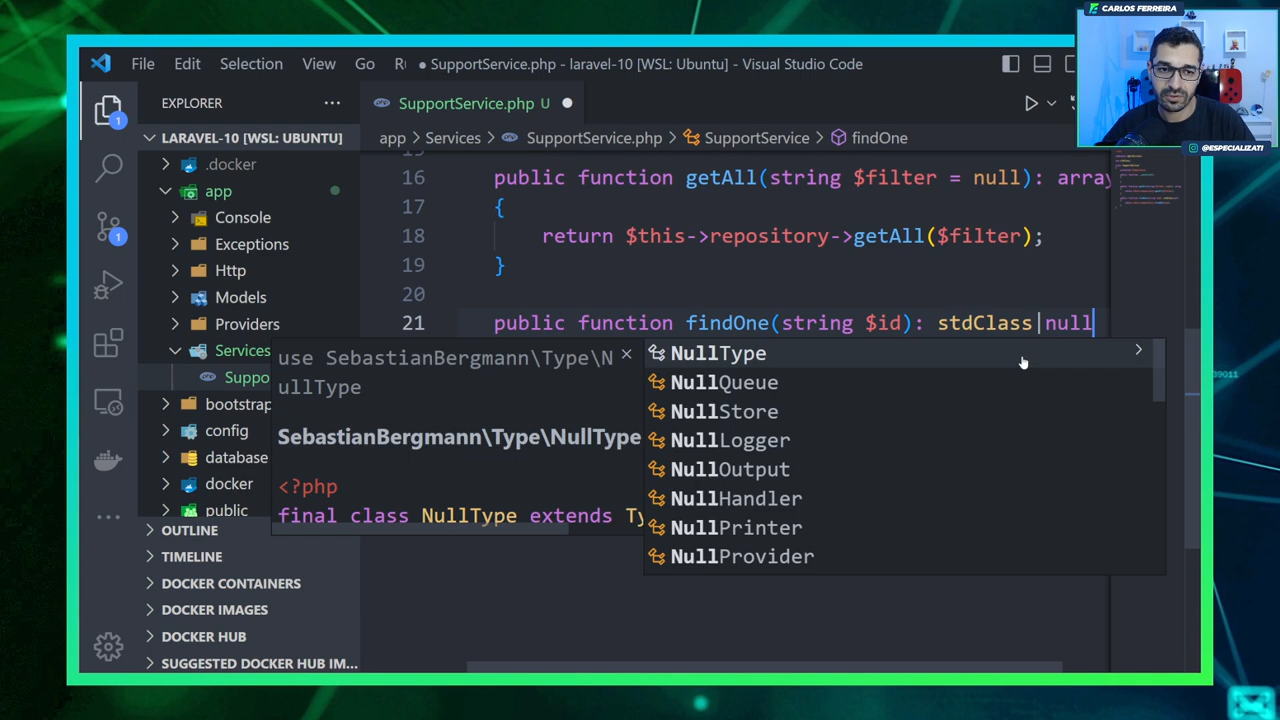 CARLOS FERREIRA
@ESPECIALIZATI
File Edit Selection View Go R
SupportService.php - laravel-10 [WSL: Ubuntu] - Visual Studio Code
EXPLORER
SupportService.php U
LARAVEL-10 [WSL: UBUNTU]
app > Services > SupportService.php > SupportService > findOne
.docker
app
Console
Exceptions
Http
Models
Providers
Services
Suppo
bootstrap
config
database
docker
public
OUTLINE
TIMELINE
DOCKER CONTAINERS
DOCKER IMAGES
DOCKER HUB
SUGGESTED DOCKER HUB IM...
1
1
16 public function getAll(string $filter = null): array
17 {
18 return $this->repository->getAll($filter);
19 }
20
21 public function findOne(string $id): stdClass|null
use SebastianBergmann\Type\N
ullType
SebastianBergmann\Type\NullType
<?php
final class NullType extends Ty
NullType
NullQueue
NullStore
NullLogger
NullOutput
NullHandler
NullPrinter
NullProvider